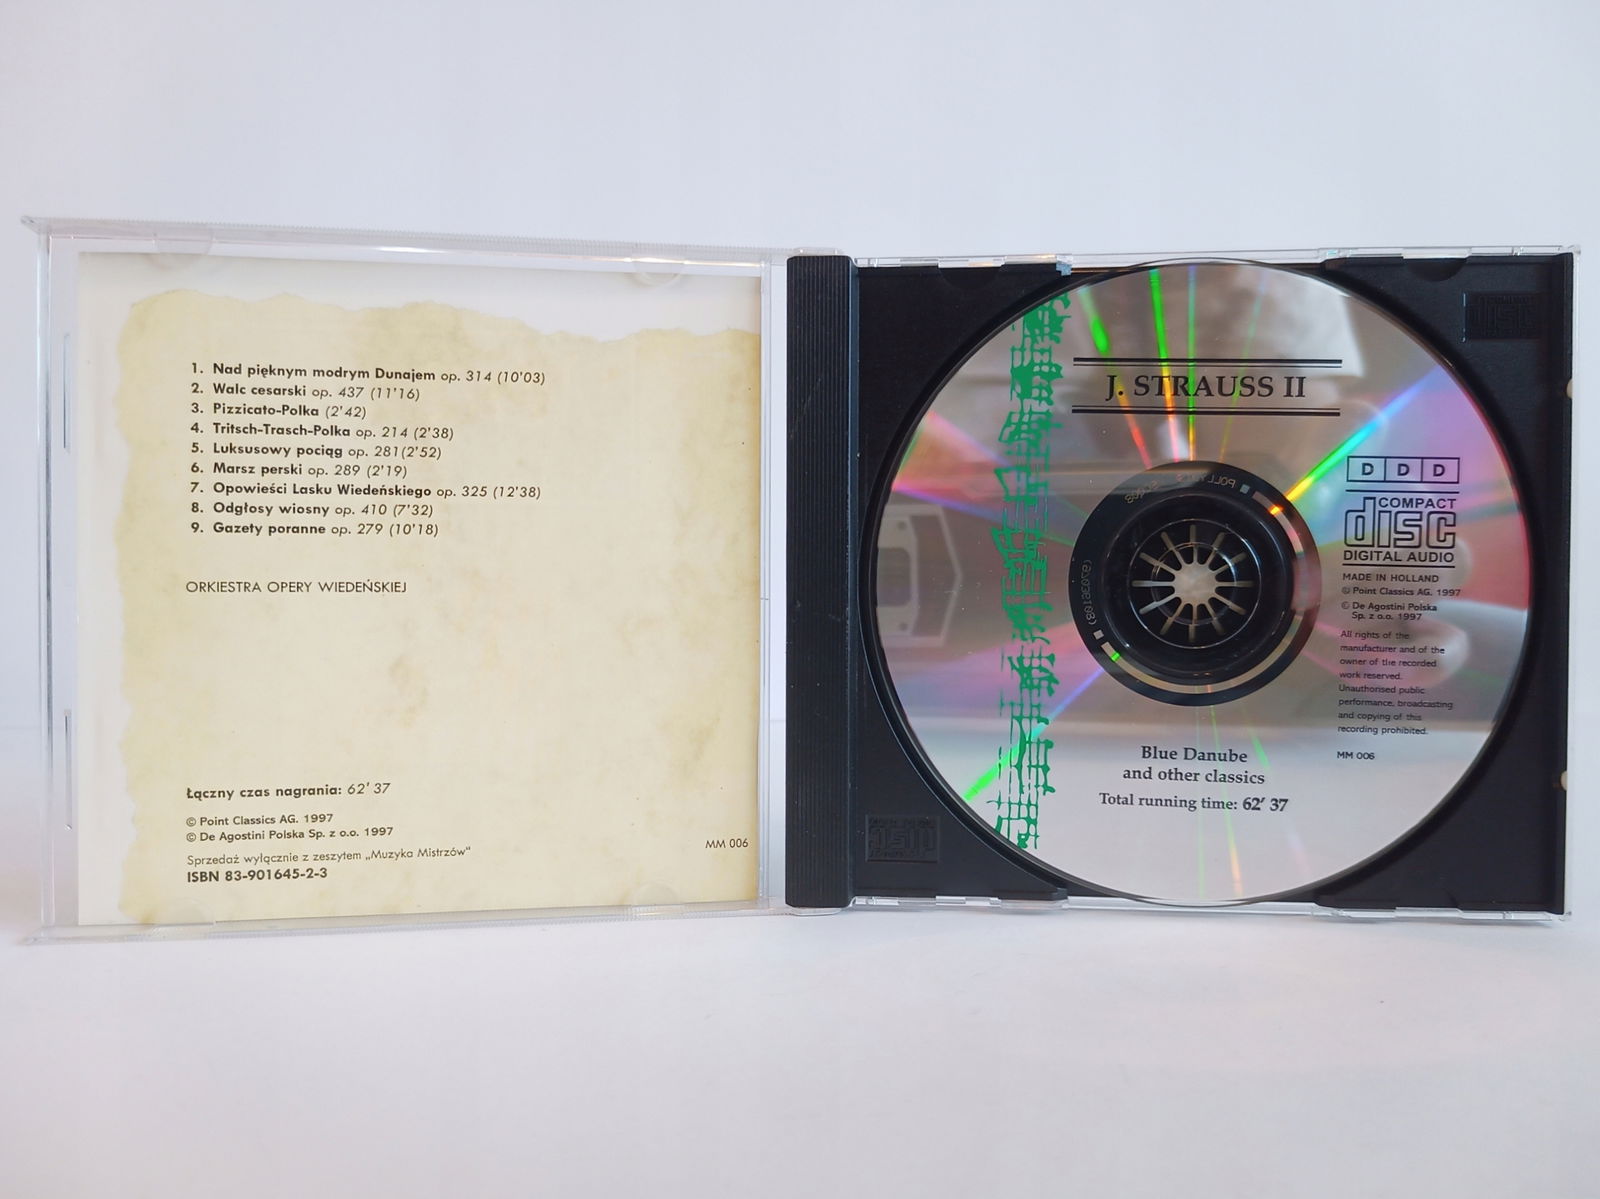 1. Nad pięknym modrym Dunajem op. 314 (10'03)
2. Walc cesarski op. 437 (11'16)
3. Pizzicato-Polka (2'42)
4. Tritsch-Trasch-Polka op. 214 (2'38)
5. Luksusowy pociąg op. 281(2'52)
6. Marsz perski op. 289 (2'19)
7. Opowieści Lasku Wiedeńskiego op. 325 (12'38)
8. Odgłosy wiosny op. 410 (7'32)
9. Gazety poranne op. 279 (10'18)
ORKIESTRA OPERY WIEDEŃSKIEJ
Łączny czas nagrania: 62' 37
℗ Point Classics AG. 1997
© De Agostini Polska Sp. z o.o. 1997
Sprzedaż wyłącznie z zeszytem „Muzyka Mistrzów"
ISBN 83-901645-2-3
MM 006
J. STRAUSS II
DDD
COMPACT
disc
DIGITAL AUDIO
MADE IN HOLLAND
℗ Point Classics AG. 1997
© De Agostini Polska
Sp. z o.o. 1997
All rights of the
manufacturer and of the
owner of the recorded
work reserved.
Unauthorised public
performance, broadcasting
and copying of this
recording prohibited.
MM 006
Blue Danube
and other classics
Total running time: 62' 37